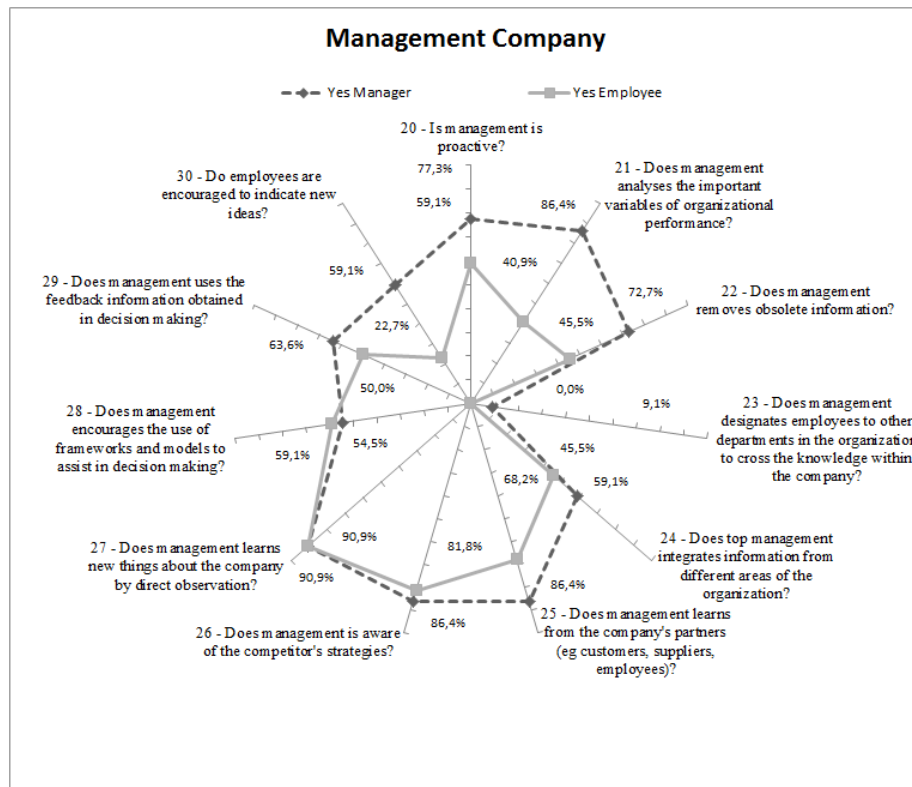 Management Company
Yes Manager
Yes Employee
20 - Is management is
proactive?
77,3%
59,1%
21 - Does management
analyses the important
variables of organizational
performance?
86,4%
40,9%
22 - Does management
removes obsolete information?
72,7%
45,5%
23 - Does management
designates employees to other
departments in the organization
to cross the knowledge within
the company?
9,1%
0,0%
24 - Does top management
integrates information from
different areas of the
organization?
59,1%
45,5%
25 - Does management learns
from the company's partners
(eg customers, suppliers,
employees)?
86,4%
68,2%
26 - Does management is aware
of the competitor's strategies?
86,4%
81,8%
27 - Does management learns
new things about the company
by direct observation?
90,9%
90,9%
28 - Does management
encourages the use of
frameworks and models to
assist in decision making?
59,1%
54,5%
29 - Does management uses the
feedback information obtained
in decision making?
63,6%
50,0%
30 - Do employees are
encouraged to indicate new
ideas?
59,1%
22,7%